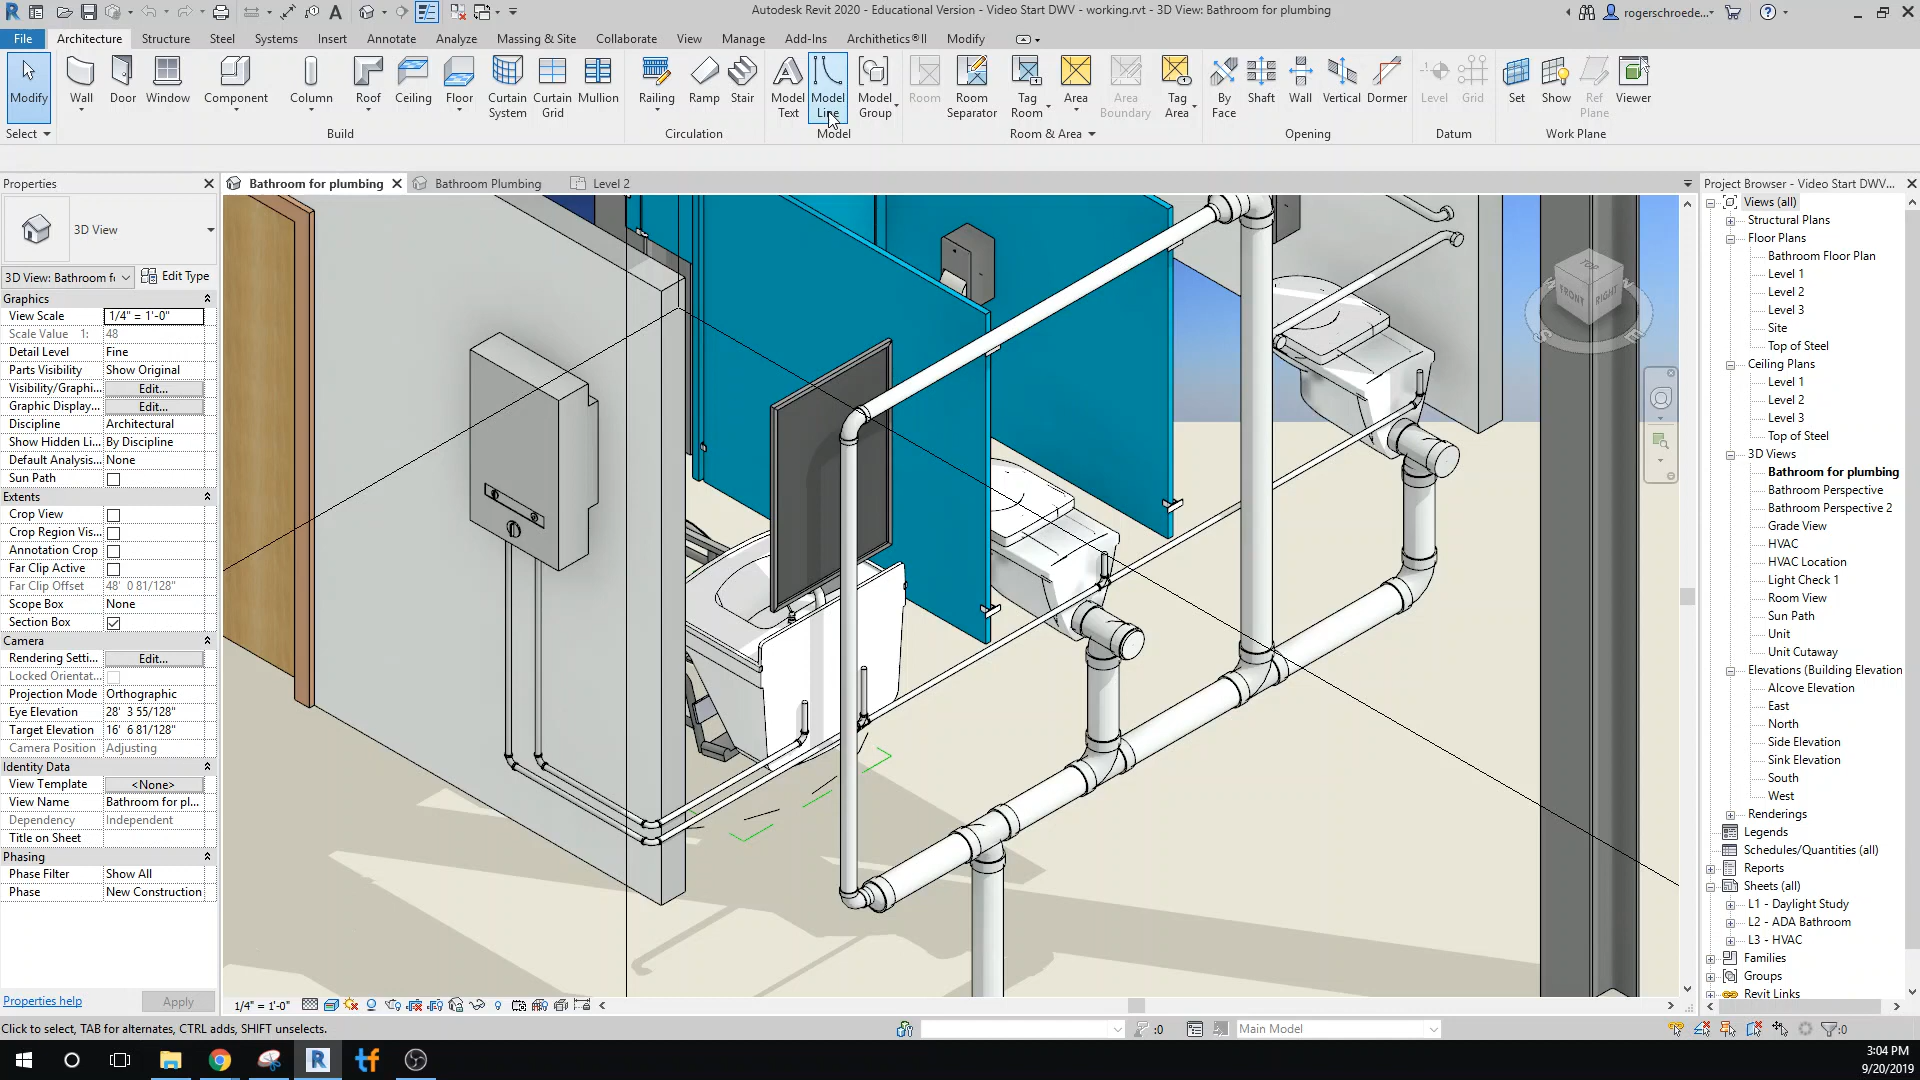 Autodesk Revit 2020 - Educational Version - Video Start DWV - working.rvt - 3D View: Bathroom for plumbing
rogerschroede...
File Architecture Structure Steel Systems Insert Annotate Analyze Massing & Site Collaborate View Manage Add-Ins Archithetics®II Modify
Modify Wall Door Window Component Column Roof Ceiling Floor Curtain System Curtain Grid Mullion Railing Ramp Stair Model Text Model Line Model Group Room Room Separator Tag Room Area Area Boundary Tag Area By Face Shaft Wall Vertical Dormer Level Grid Set Show Ref Plane Viewer
Select Build Circulation Model Room & Area Opening Datum Work Plane
Properties
Bathroom for plumbing Bathroom Plumbing Level 2
Project Browser - Video Start DWV...
3D View
3D View: Bathroom f Edit Type
Graphics
View Scale 1/4" = 1'-0"
Scale Value 1: 48
Detail Level Fine
Parts Visibility Show Original
Visibility/Graphi... Edit...
Graphic Display... Edit...
Discipline Architectural
Show Hidden Li... By Discipline
Default Analysis... None
Sun Path
Extents
Crop View
Crop Region Vis...
Annotation Crop
Far Clip Active
Far Clip Offset 48' 0 81/128"
Scope Box None
Section Box
Camera
Rendering Setti... Edit...
Locked Orientat...
Projection Mode Orthographic
Eye Elevation 28' 3 55/128"
Target Elevation 16' 6 81/128"
Camera Position Adjusting
Identity Data
View Template <None>
View Name Bathroom for pl...
Dependency Independent
Title on Sheet
Phasing
Phase Filter Show All
Phase New Construction
Properties help Apply
TOP
FRONT RIGHT
S E
Views (all)
Structural Plans
Floor Plans
Bathroom Floor Plan
Level 1
Level 2
Level 3
Site
Top of Steel
Ceiling Plans
Level 1
Level 2
Level 3
Top of Steel
3D Views
Bathroom for plumbing
Bathroom Perspective
Bathroom Perspective 2
Grade View
HVAC
HVAC Location
Light Check 1
Room View
Sun Path
Unit
Unit Cutaway
Elevations (Building Elevation
Alcove Elevation
East
North
Side Elevation
Sink Elevation
South
West
Renderings
Legends
Schedules/Quantities (all)
Reports
Sheets (all)
L1 - Daylight Study
L2 - ADA Bathroom
L3 - HVAC
Families
Groups
Revit Links
1/4" = 1'-0"
Click to select, TAB for alternates, CTRL adds, SHIFT unselects.
:0
Main Model
:0
3:04 PM
9/20/2019